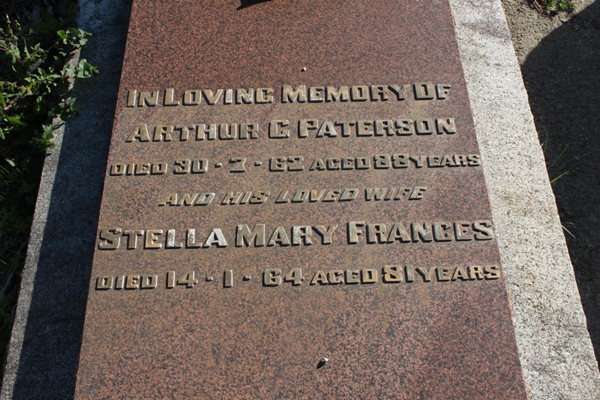 IN LOVING MEMORY OF
ARTHUR C PATERSON
DIED 30 · · 62 AGED 88 YEARS
AND HIS LOVED WIFE
STELLA MARY FRANCES
DIED 14 · 1 · 64 AGED 81 YEARS